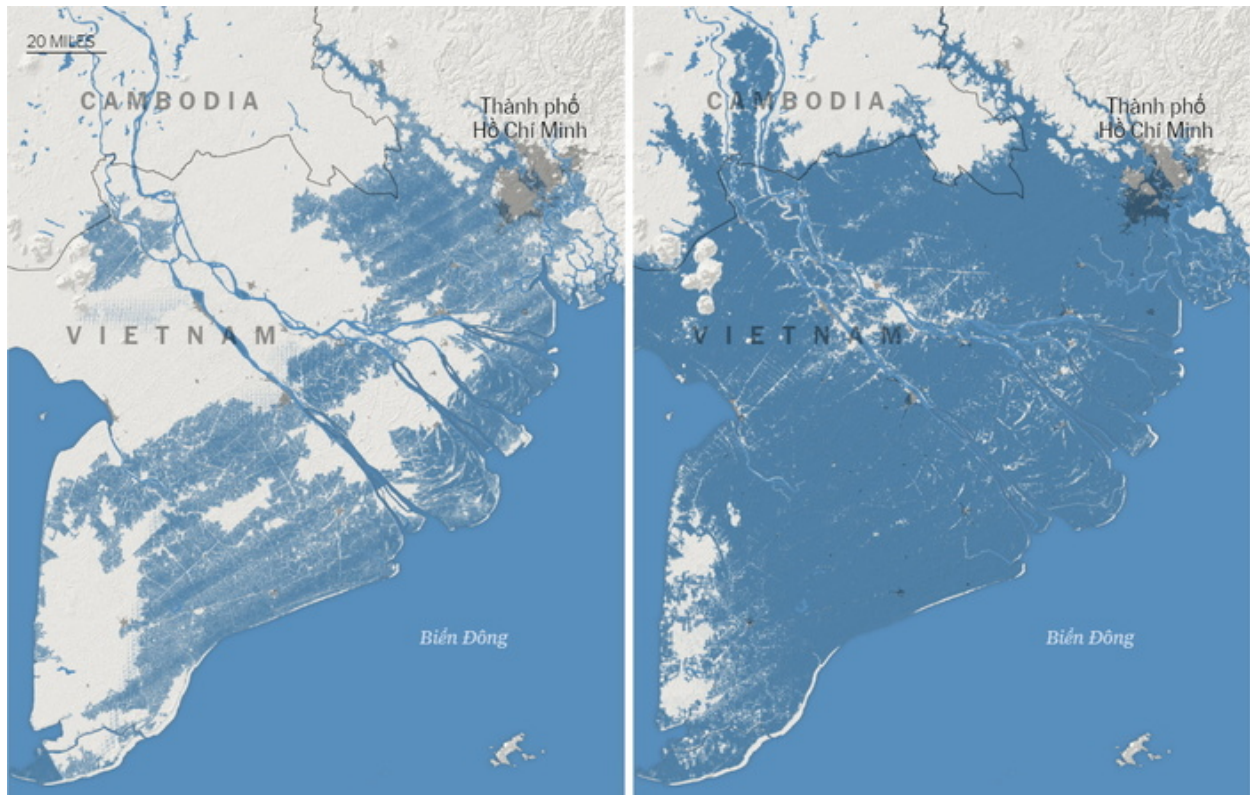 20 MILES
CAMBODIA
Thành phố
Hồ Chí Minh
VIETNAM
Biển Đông
CAMBODIA
Thành phố
Hồ Chí Minh
VIETNAM
Biển Đông